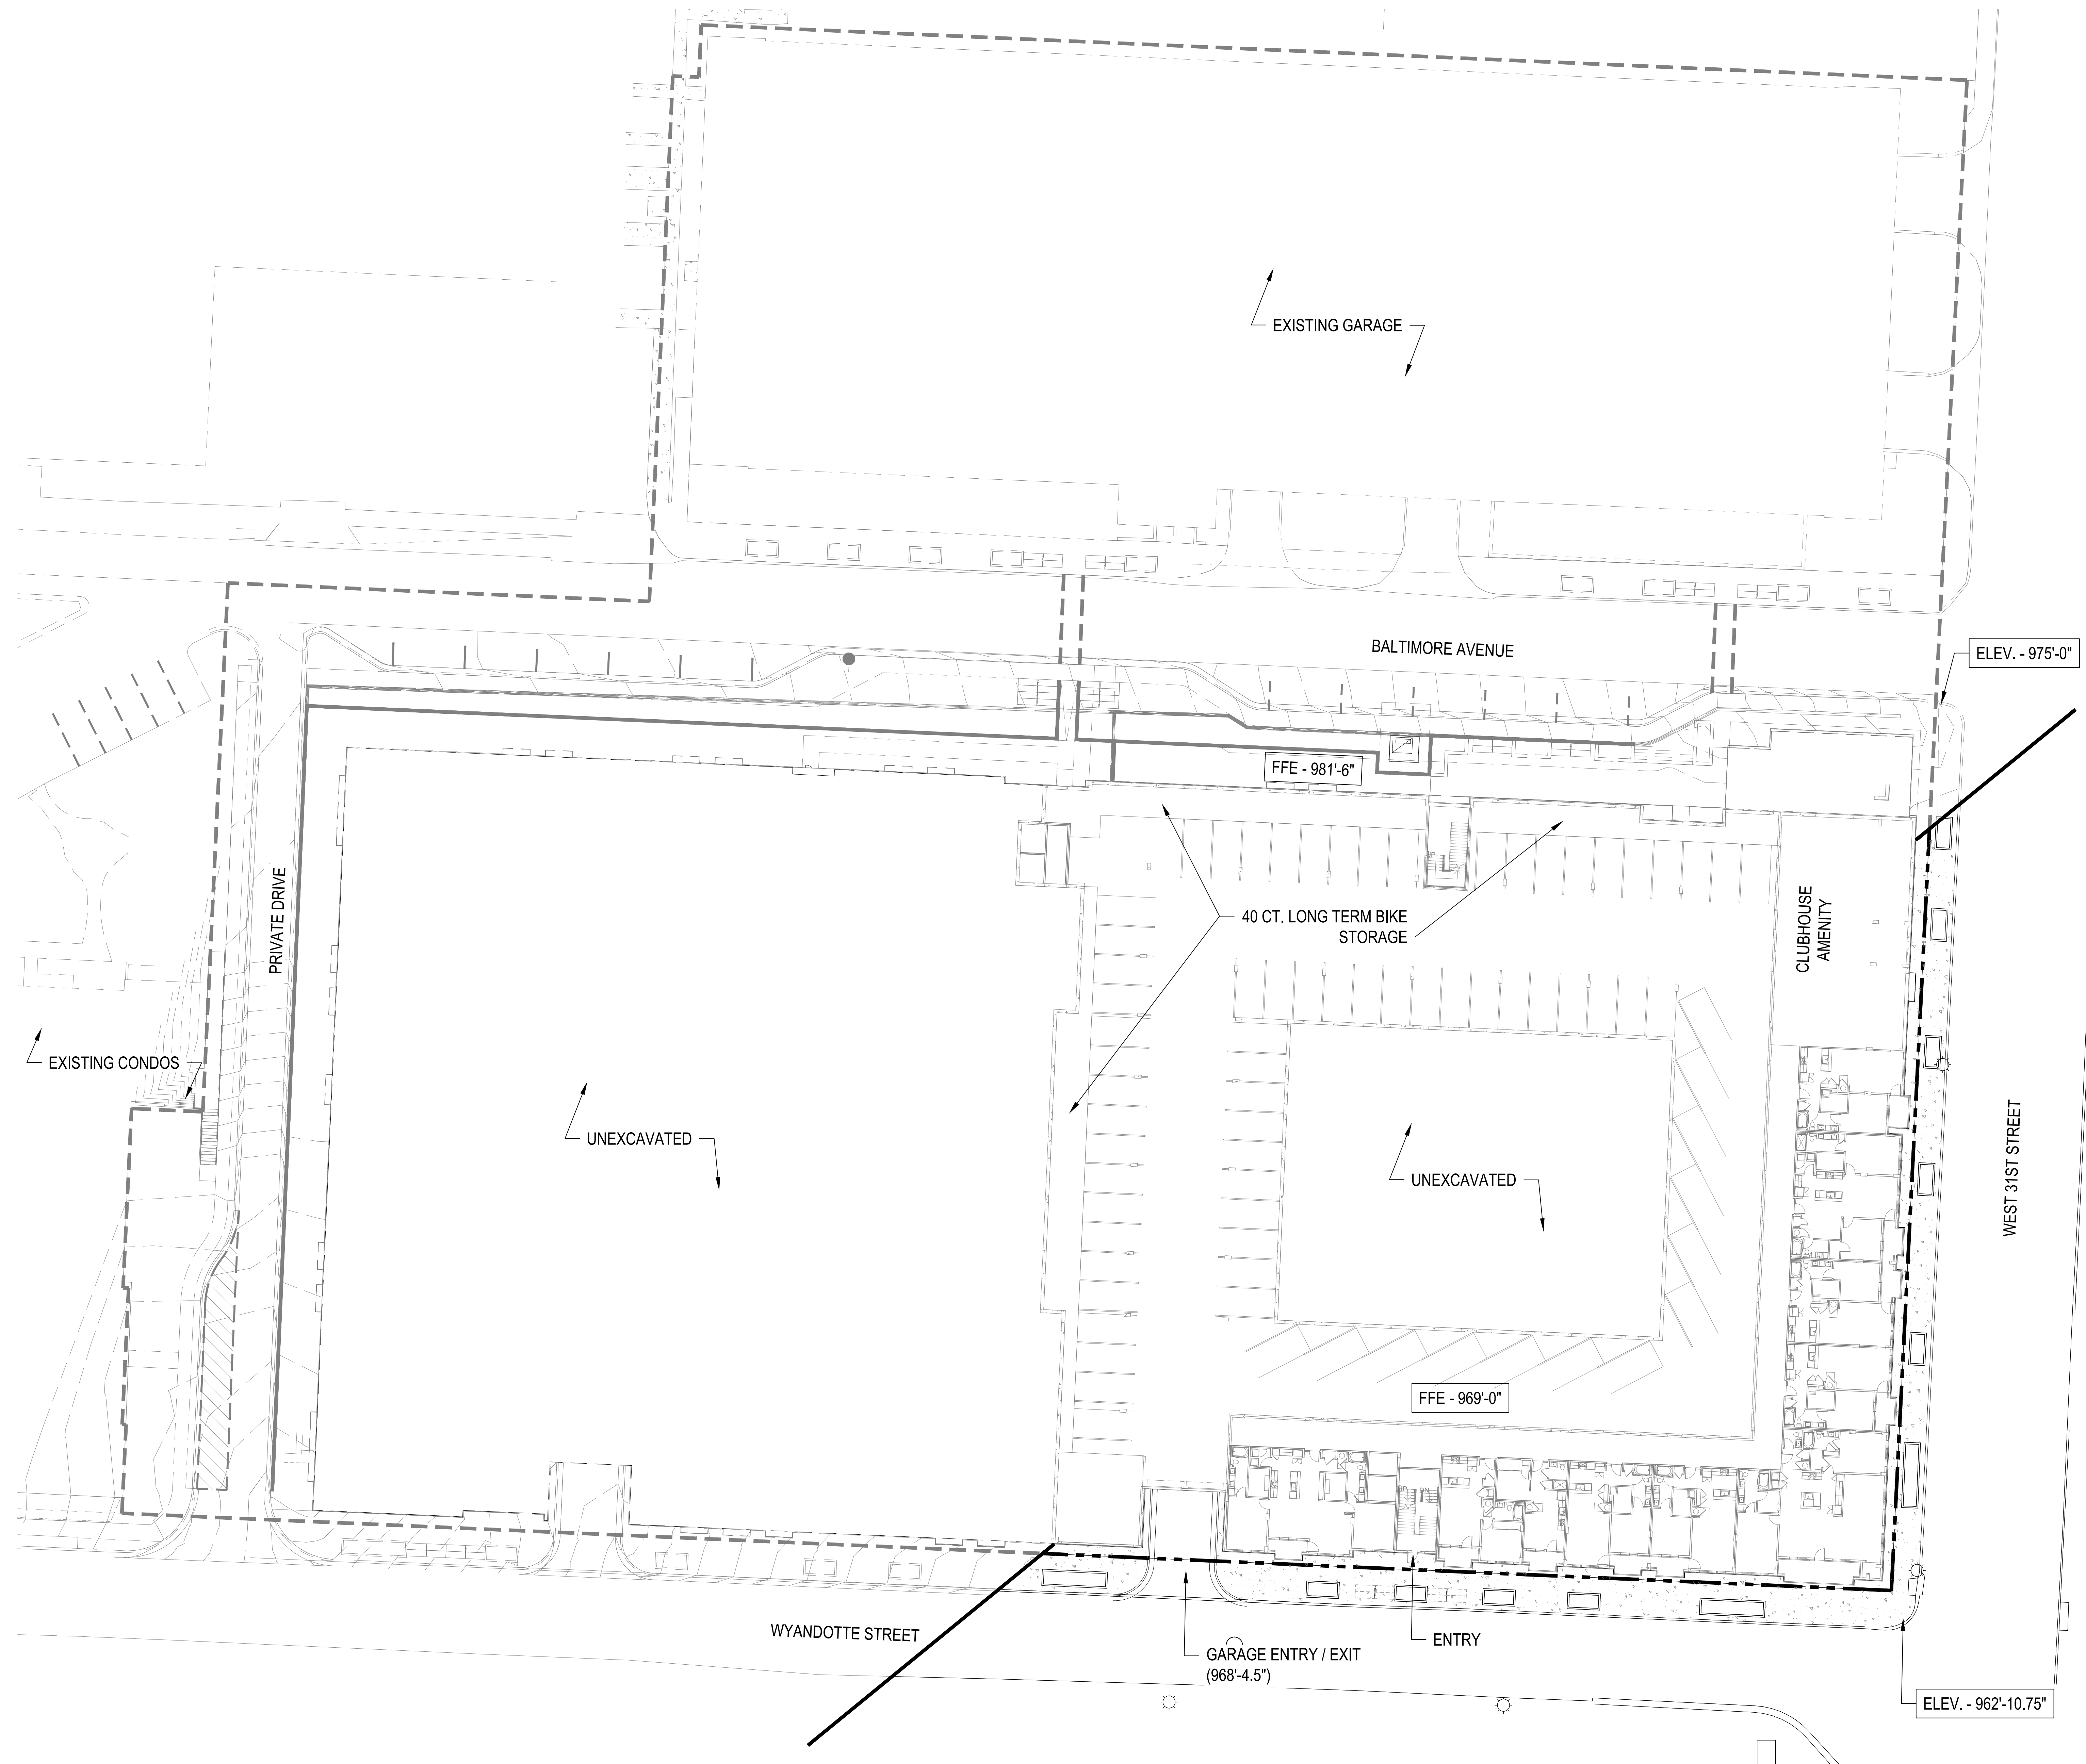 EXISTING GARAGE
BALTIMORE AVENUE
ELEV. - 975'-0"
FFE - 981'-6"
PRIVATE DRIVE
40 CT. LONG TERM BIKE
STORAGE
CLUBHOUSE
AMENITY
EXISTING CONDOS
UNEXCAVATED
UNEXCAVATED
WEST 31ST STREET
FFE - 969'-0"
WYANDOTTE STREET
ENTRY
GARAGE ENTRY / EXIT
(968'-4.5")
ELEV. - 962'-10.75"